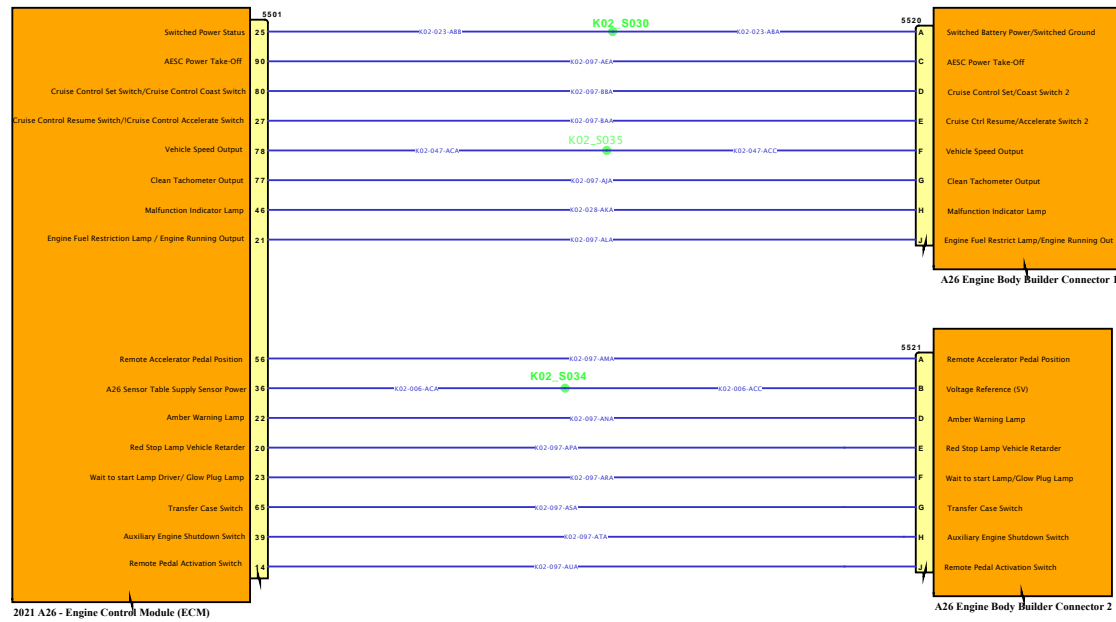 5501
5520
K02_S030
Switched Power Status 25 K02-023-ABB K02-023-ABA A Switched Battery Power/Switched Ground
AESC Power Take-Off 90 K02-097-AEA C AESC Power Take-Off
Cruise Control Set Switch/Cruise Control Coast Switch 80 K02-097-BBA D Cruise Control Set/Coast Switch 2
Cruise Control Resume Switch/!Cruise Control Accelerate Switch 27 K02-097-BAA E Cruise Ctrl Resume/Accelerate Switch 2
K02_S035
Vehicle Speed Output 78 K02-047-ACA K02-047-ACC F Vehicle Speed Output
Clean Tachometer Output 77 K02-097-AJA G Clean Tachometer Output
Malfunction Indicator Lamp 46 K02-028-AKA H Malfunction Indicator Lamp
Engine Fuel Restriction Lamp / Engine Running Output 21 K02-097-ALA J Engine Fuel Restrict Lamp/Engine Running Out
A26 Engine Body Builder Connector 1
5521
Remote Accelerator Pedal Position 56 K02-097-AMA A Remote Accelerator Pedal Position
K02_S034
A26 Sensor Table Supply Sensor Power 36 K02-006-ACA K02-006-ACC B Voltage Reference (5V)
Amber Warning Lamp 22 K02-097-ANA D Amber Warning Lamp
Red Stop Lamp Vehicle Retarder 20 K02-097-APA E Red Stop Lamp Vehicle Retarder
Wait to start Lamp Driver/ Glow Plug Lamp 23 K02-097-ARA F Wait to start Lamp/Glow Plug Lamp
Transfer Case Switch 65 K02-097-ASA G Transfer Case Switch
Auxiliary Engine Shutdown Switch 39 K02-097-ATA H Auxiliary Engine Shutdown Switch
Remote Pedal Activation Switch 14 K02-097-AUA J Remote Pedal Activation Switch
2021 A26 - Engine Control Module (ECM)
A26 Engine Body Builder Connector 2